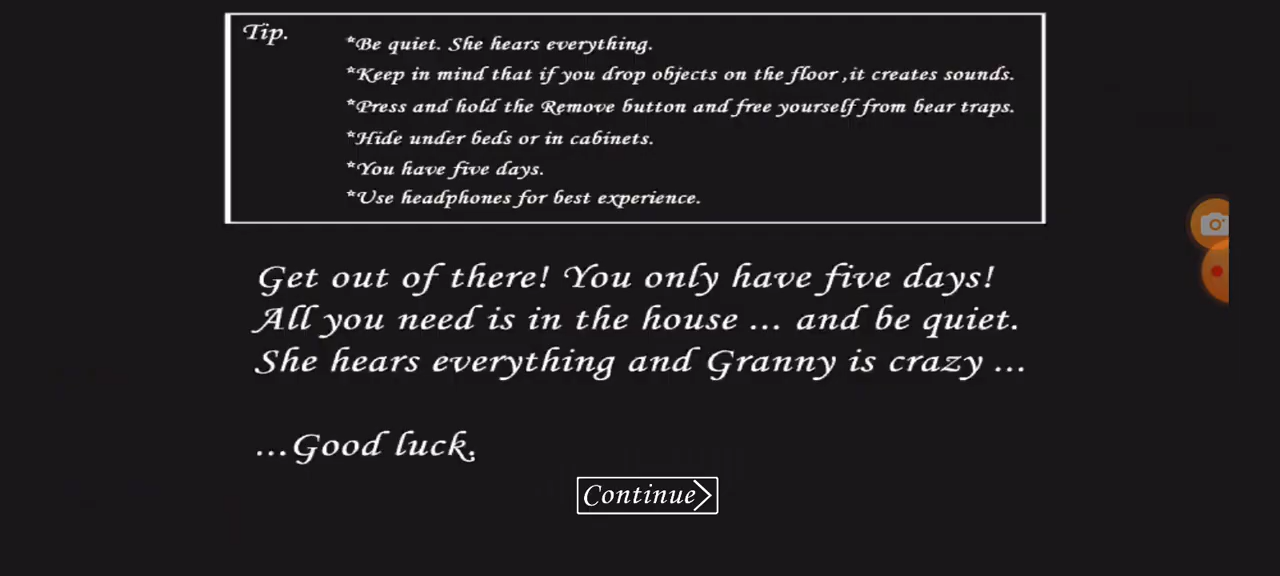 Tip.
*Be quiet. She hears everything.
*Keep in mind that if you drop objects on the floor ,it creates sounds.
*Press and hold the Remove button and free yourself from bear traps.
*Hide under beds or in cabinets.
*You have five days.
*Use headphones for best experience.
Get out of there! You only have five days!
All you need is in the house ... and be quiet.
She hears everything and Granny is crazy ...
...Good luck.
Continue>